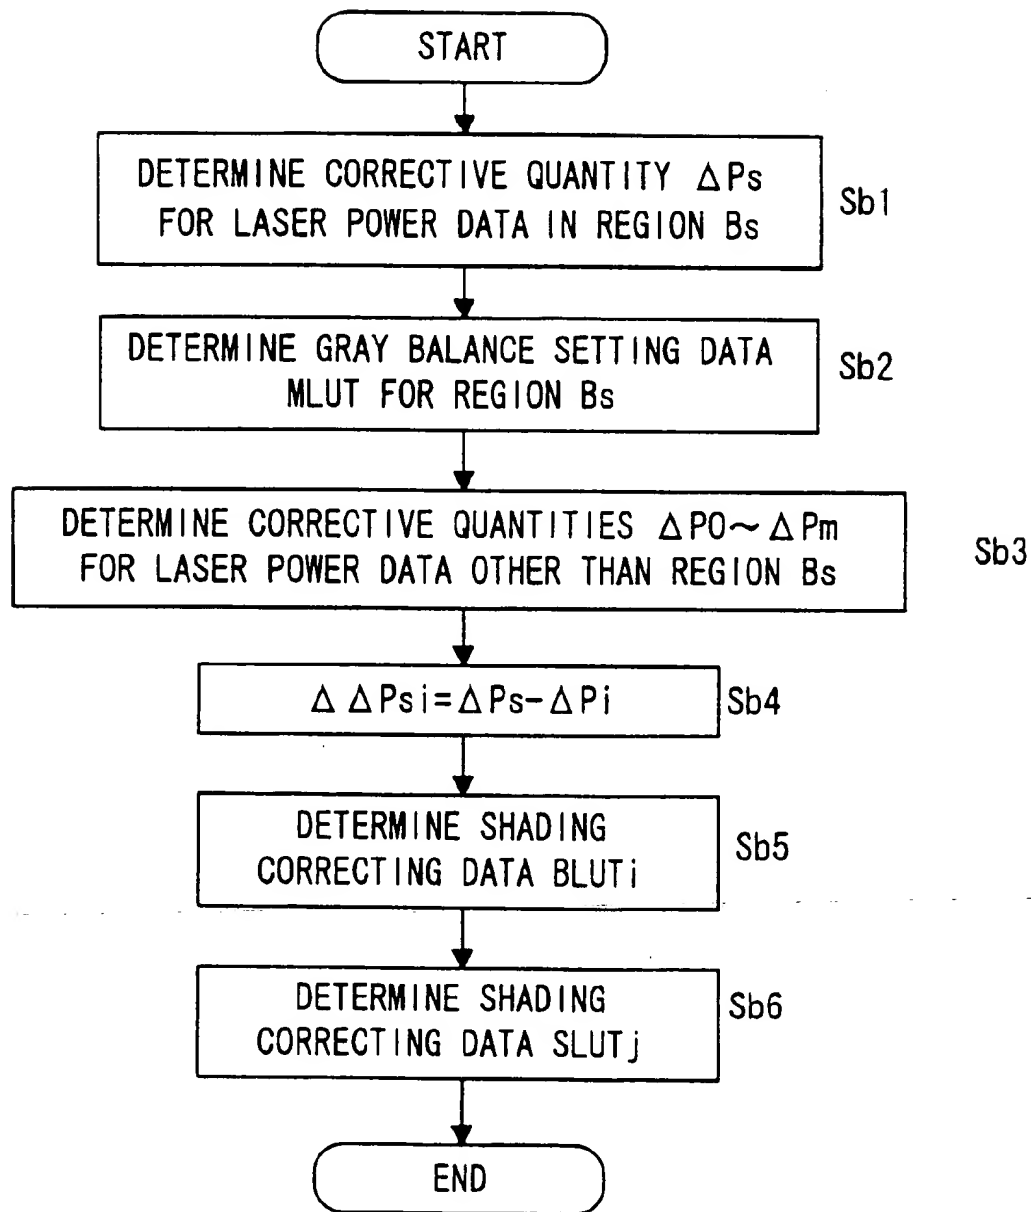 START
DETERMINE CORRECTIVE QUANTITY ΔPs
FOR LASER POWER DATA IN REGION Bs
Sb1
DETERMINE GRAY BALANCE SETTING DATA
MLUT FOR REGION Bs
Sb2
DETERMINE CORRECTIVE QUANTITIES ΔP0~ΔPm
FOR LASER POWER DATA OTHER THAN REGION Bs
Sb3
ΔΔPsi=ΔPs-ΔPi
Sb4
DETERMINE SHADING
CORRECTING DATA BLUTi
Sb5
DETERMINE SHADING
CORRECTING DATA SLUTj
Sb6
END